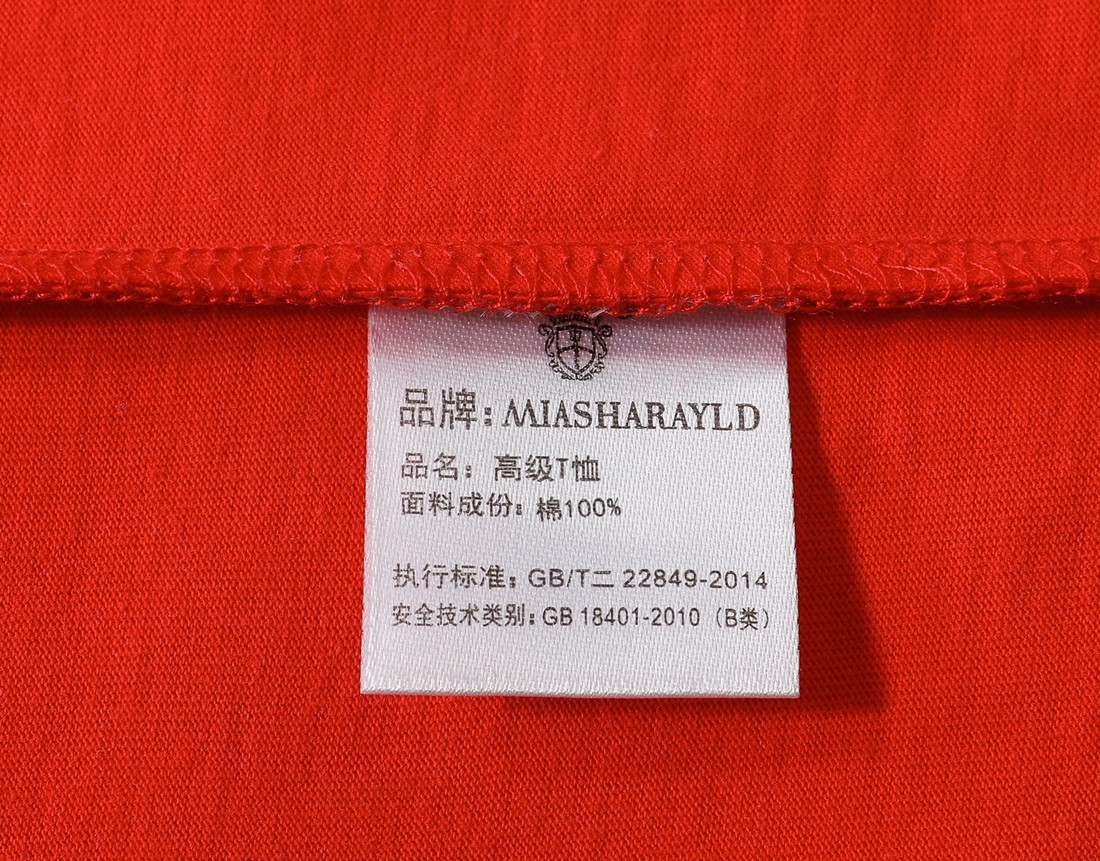 品牌：MIASHARAYLD
品名：高级T恤
面料成份：棉100%
执行标准：GB/T二 22849-2014
安全技术类别：GB 18401-2010（B类）